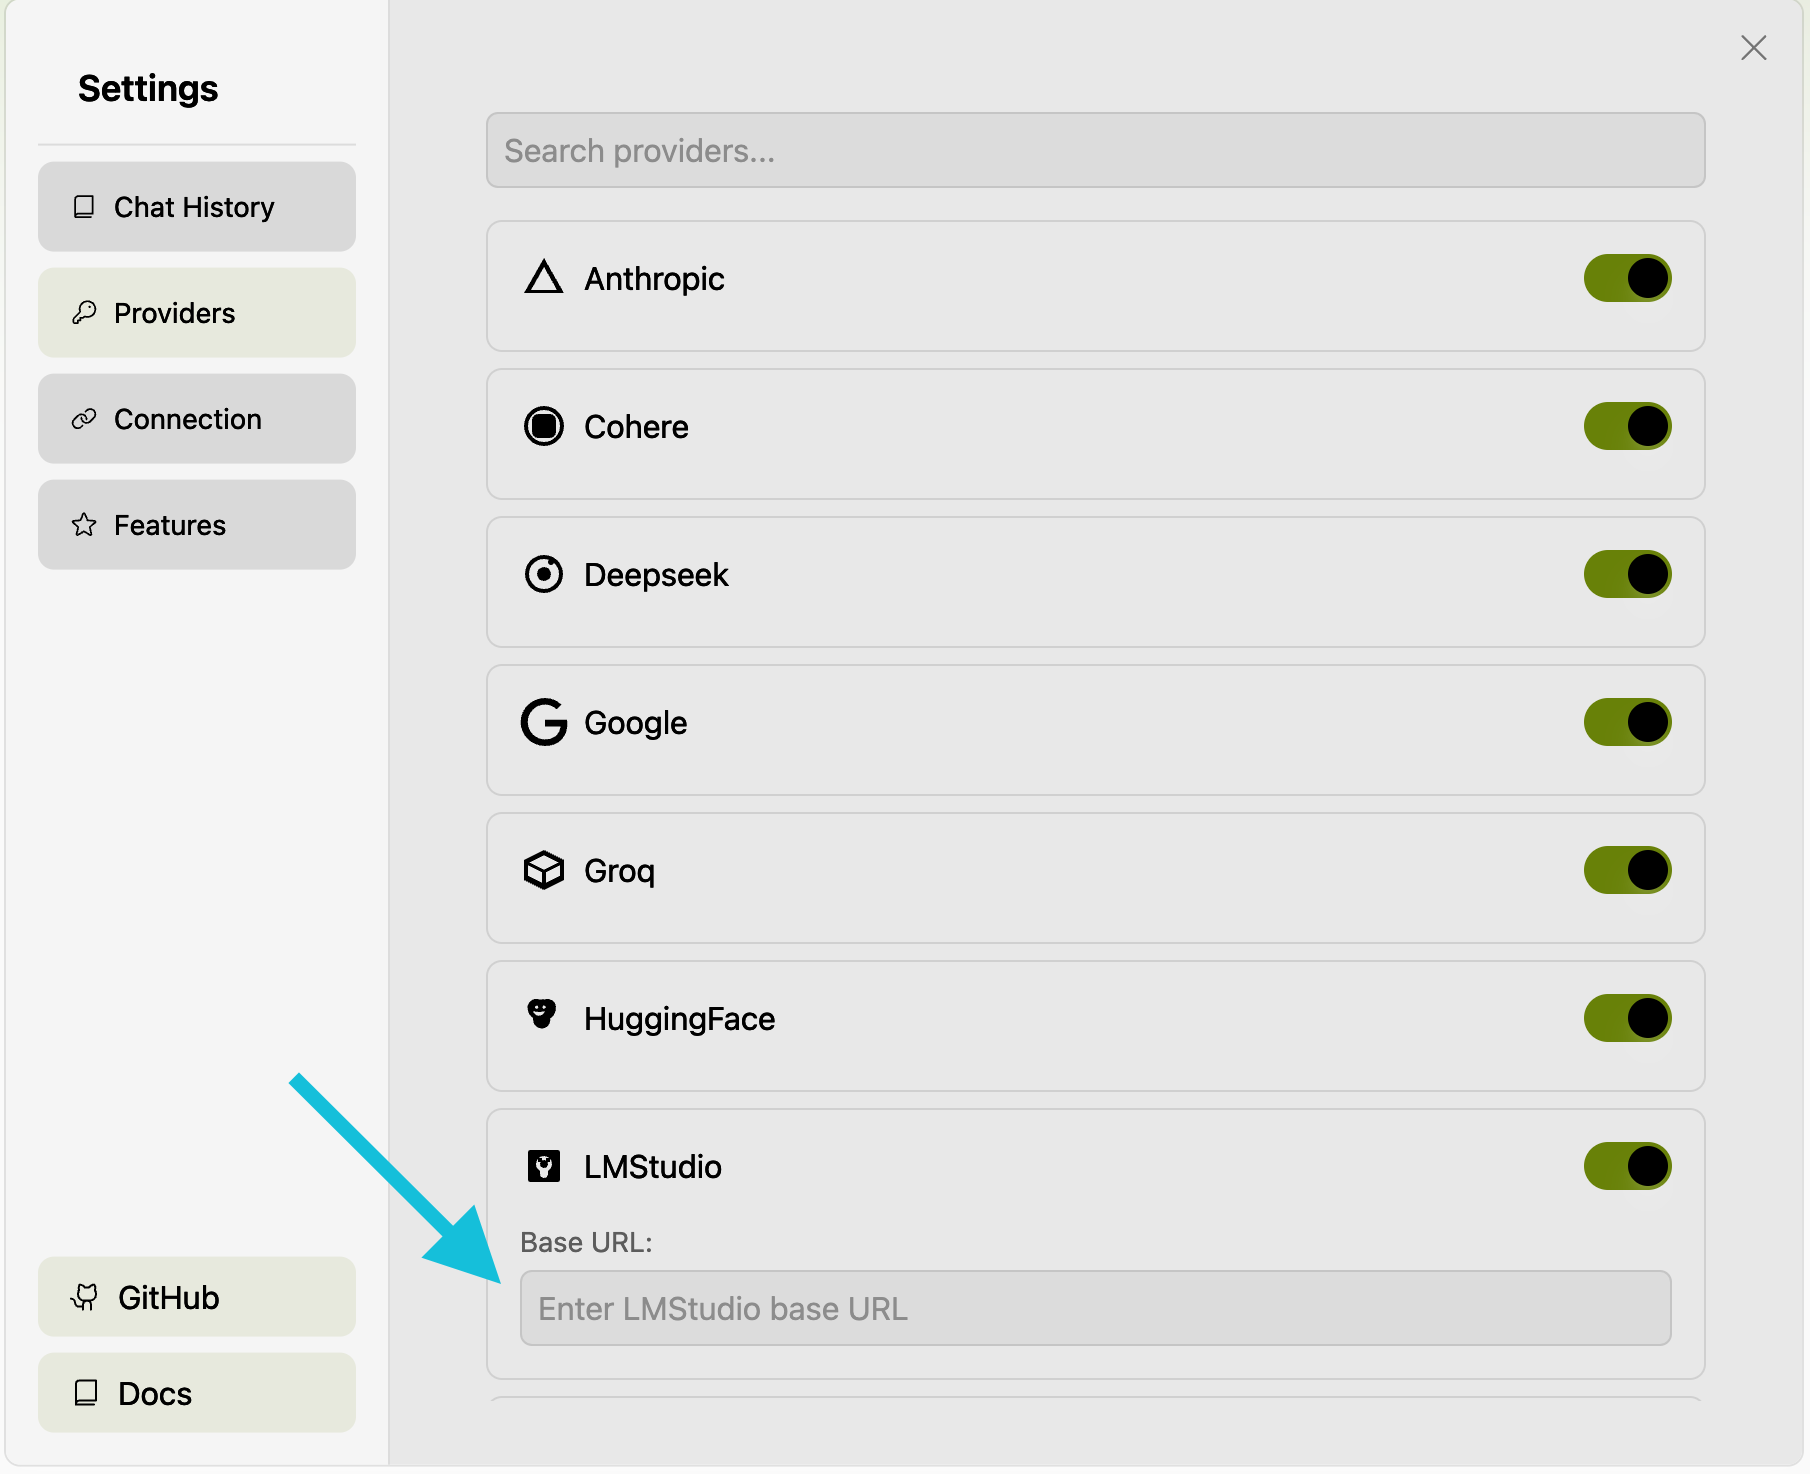 Settings
Chat History
Providers
Connection
Features
GitHub
Docs
Search providers...
Anthropic
Cohere
Deepseek
Google
Groq
HuggingFace
LMStudio
Base URL:
Enter LMStudio base URL